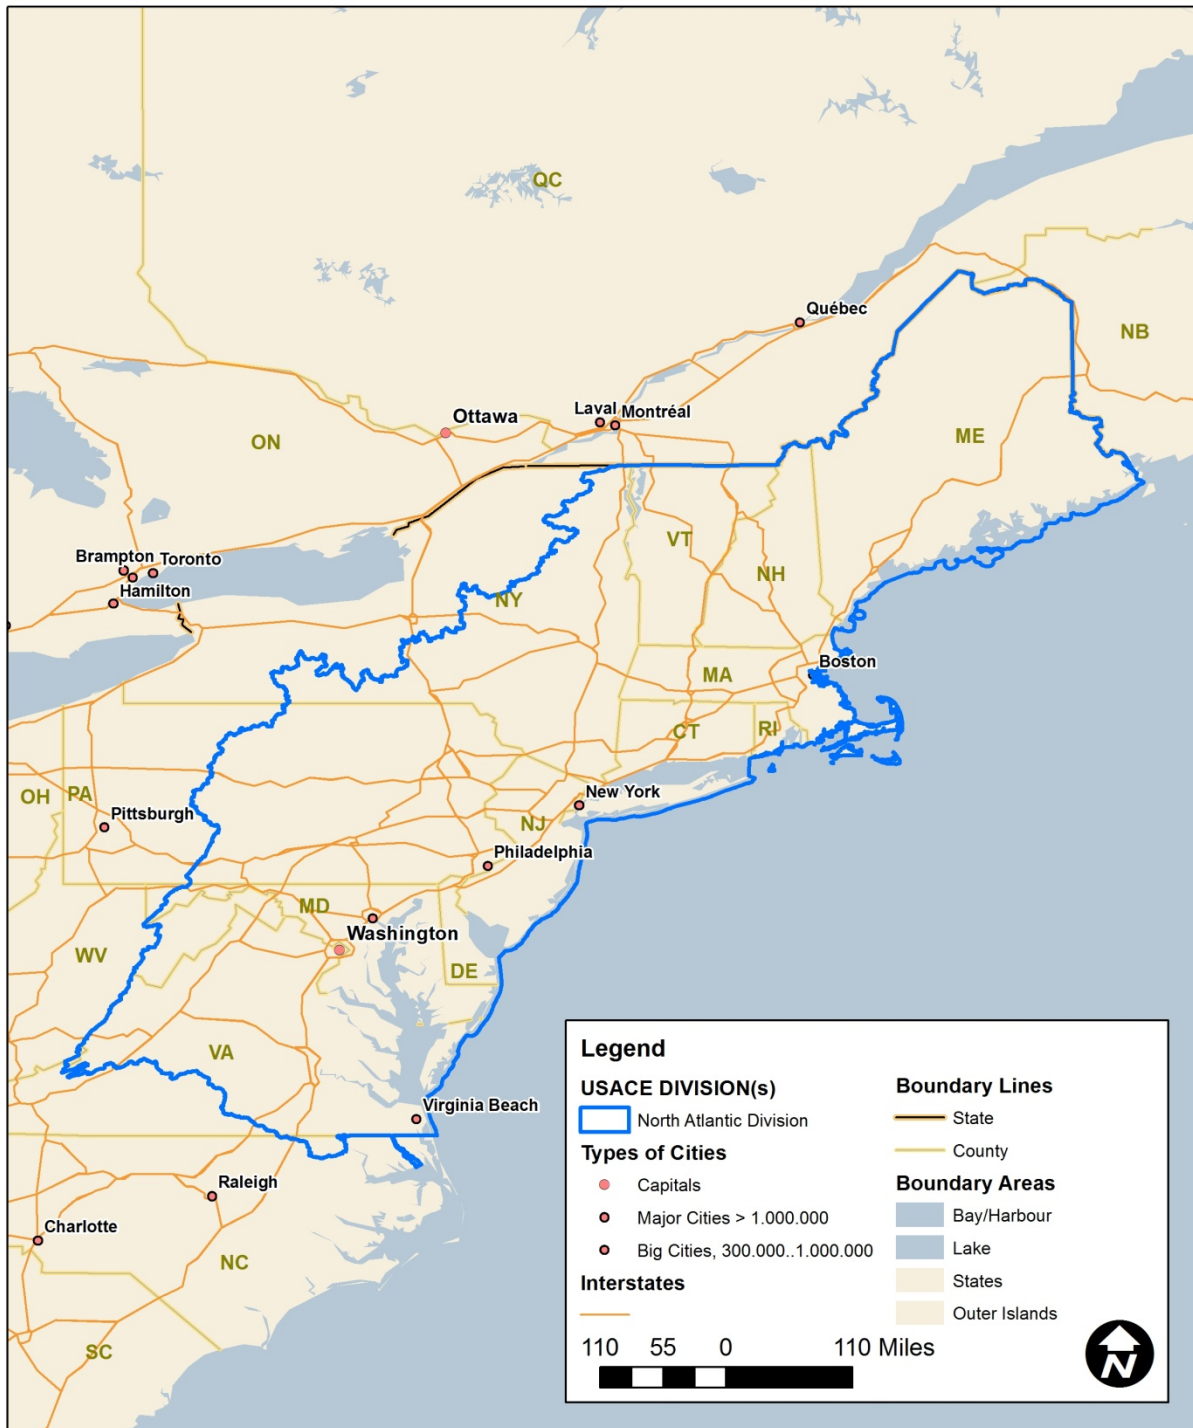 QC
Québec
NB
Ottawa
Laval
Montréal
ON
ME
VT
Brampton
Toronto
Hamilton
NH
NY
Boston
MA
CT
RI
OH
PA
Pittsburgh
New York
NJ
Philadelphia
MD
Washington
WV
DE
VA
Virginia Beach
Raleigh
Charlotte
NC
SC
Legend
USACE DIVISION(s)
North Atlantic Division
Types of Cities
Capitals
Major Cities > 1.000.000
Big Cities, 300.000..1.000.000
Interstates
Boundary Lines
State
County
Boundary Areas
Bay/Harbour
Lake
States
Outer Islands
110 55 0 110 Miles
N